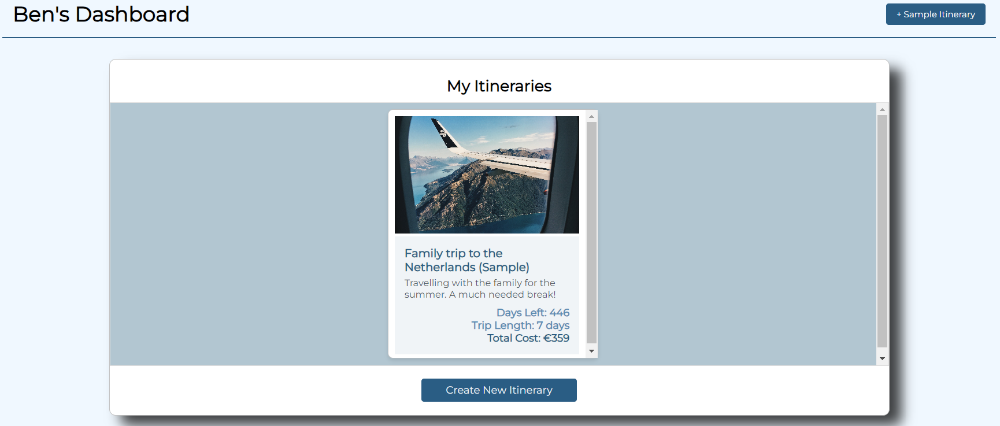 Ben's Dashboard
+ Sample Itinerary
My Itineraries
Family trip to the
Netherlands (Sample)
Travelling with the family for the
summer. A much needed break!
Days Left: 446
Trip Length: 7 days
Total Cost: €359
Create New Itinerary